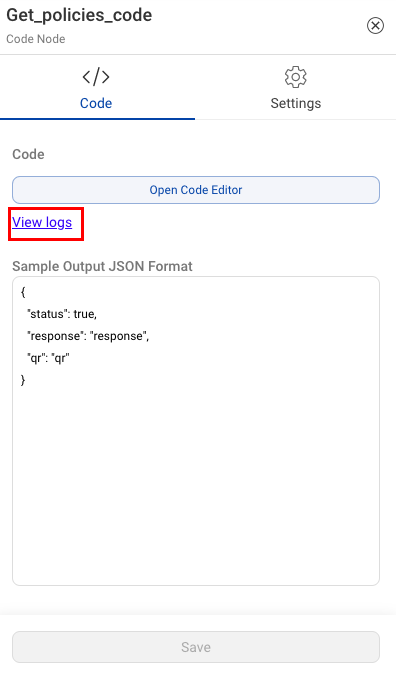 Get_policies_code
Code Node
</>
Code
Settings
Code
Open Code Editor
View logs
Sample Output JSON Format
{
"status": true,
"response": "response",
"qr": "qr"
}
Save